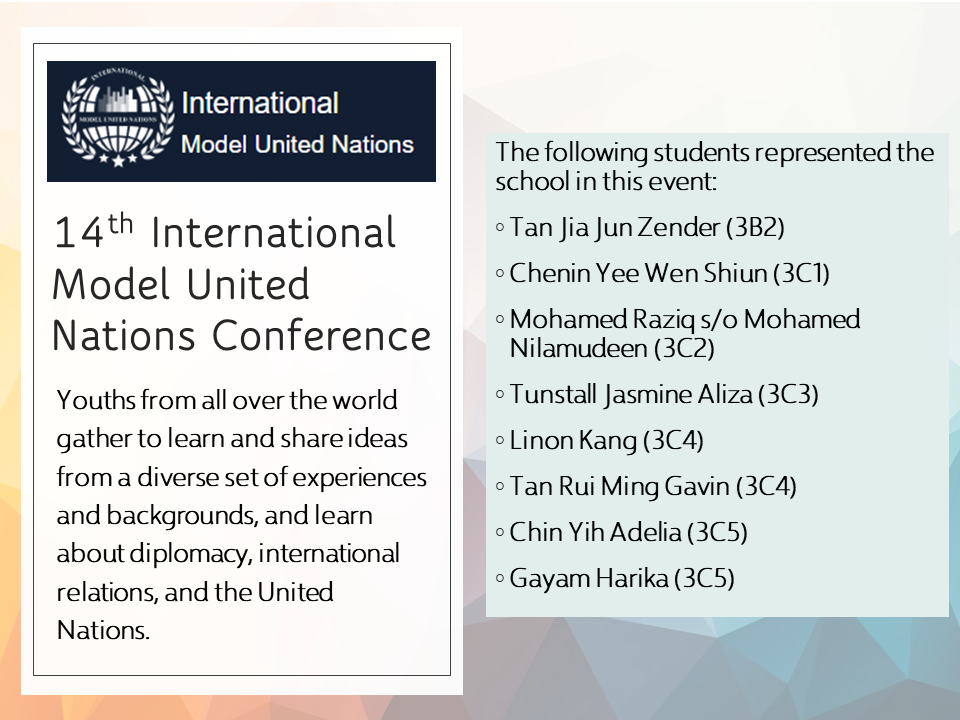 INTERNATIONAL
MODEL UNITED NATIONS
International
Model United Nations
14th International
Model United
Nations Conference
Youths from all over the world
gather to learn and share ideas
from a diverse set of experiences
and backgrounds, and learn
about diplomacy, international
relations, and the United
Nations.
The following students represented the
school in this event:
◦ Tan Jia Jun Zender (3B2)
◦ Chenin Yee Wen Shiun (3C1)
◦ Mohamed Raziq s/o Mohamed
Nilamudeen (3C2)
◦ Tunstall Jasmine Aliza (3C3)
◦ Linon Kang (3C4)
◦ Tan Rui Ming Gavin (3C4)
◦ Chin Yih Adelia (3C5)
◦ Gayam Harika (3C5)